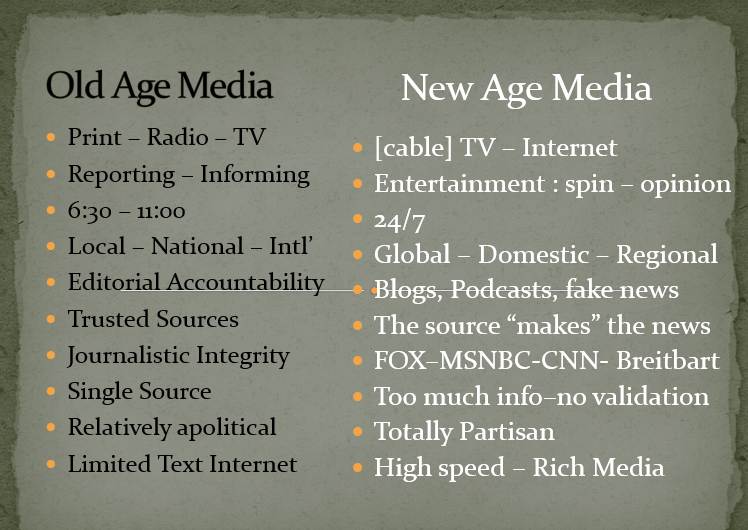 Old Age Media
Print – Radio – TV
Reporting – Informing
6:30 – 11:00
Local – National – Intl’
Editorial Accountability
Trusted Sources
Journalistic Integrity
Single Source
Relatively apolitical
Limited Text Internet
New Age Media
[cable] TV – Internet
Entertainment : spin – opinion
24/7
Global – Domestic – Regional
Blogs, Podcasts, fake news
The source “makes” the news
FOX–MSNBC-CNN- Breitbart
Too much info–no validation
Totally Partisan
High speed – Rich Media